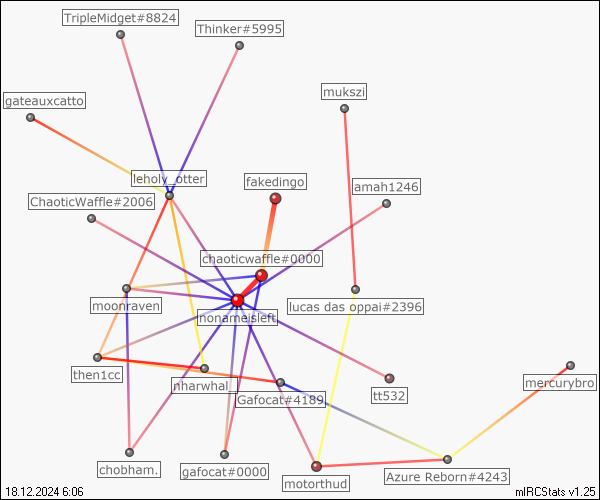 TripleMidget#8824
Thinker#5995
mukszi
gateauxcatto
leholy_otter
fakedingo
amah1246
ChaoticWaffle#2006
chaoticwaffle#0000
moonraven
nonameisleft
lucas das oppai#2396
then1cc
nharwhal_
Gafocat#4189
tt532
mercurybro
chobham.
gafocat#0000
motorthud
Azure Reborn#4243
18.12.2024 6:06
mIRCStats v1.25